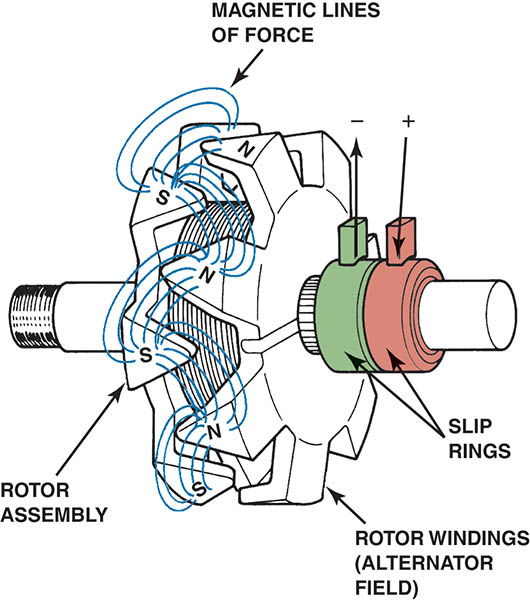 MAGNETIC LINES
OF FORCE
− +
N
S
N
S
N
S
SLIP
RINGS
ROTOR
ASSEMBLY
ROTOR WINDINGS
(ALTERNATOR
FIELD)